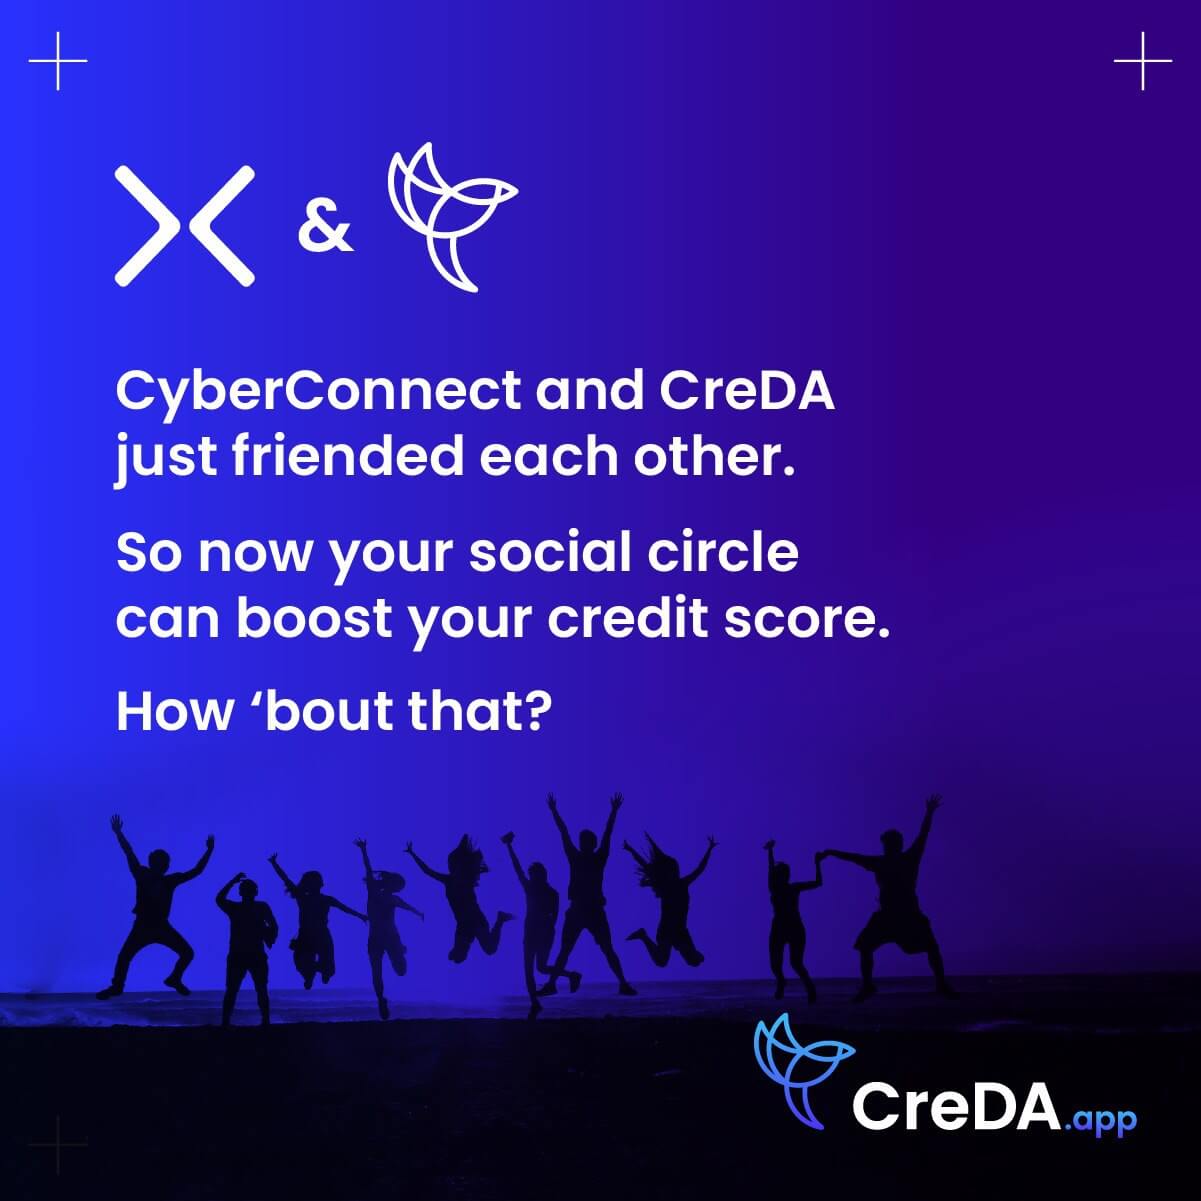 &
CyberConnect and CreDA
just friended each other.
So now your social circle
can boost your credit score.
How ‘bout that?
CreDA.app